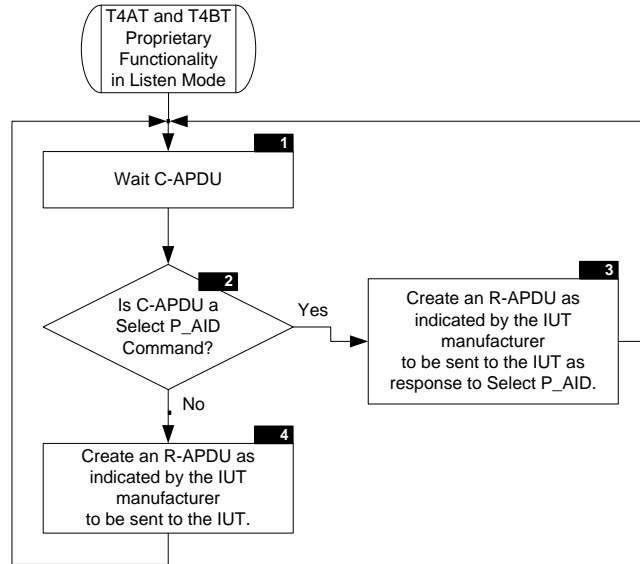 T4AT and T4BT
Proprietary
Functionality
in Listen Mode
1
Wait C-APDU
2
Is C-APDU a
Select P_AID
Command?
Yes
3
Create an R-APDU as
indicated by the IUT
manufacturer
to be sent to the IUT as
response to Select P_AID.
No
4
Create an R-APDU as
indicated by the IUT
manufacturer
to be sent to the IUT.